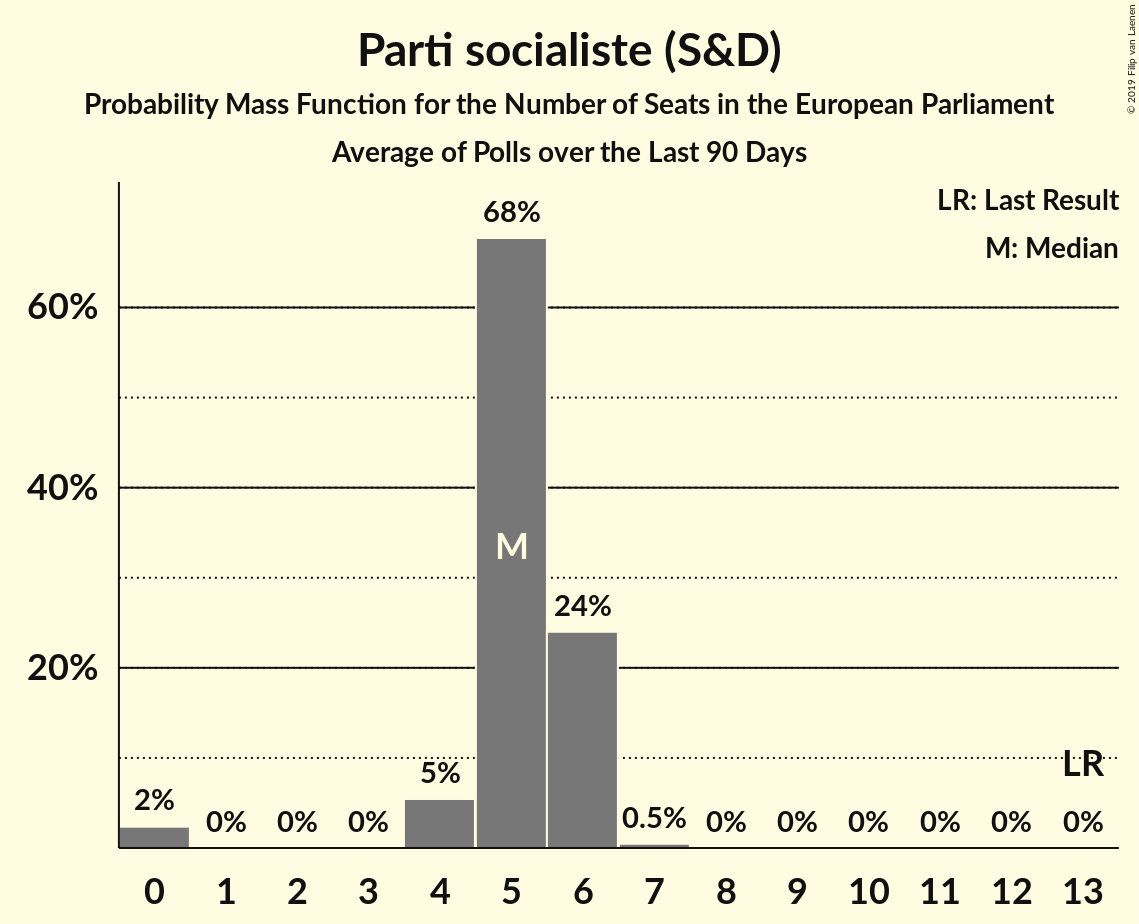 Parti socialiste (S&D)
Probability Mass Function for the Number of Seats in the European Parliament
Average of Polls over the Last 90 Days
© 2019 Filip van Laenen
LR: Last Result
M: Median
68%
60%
40%
M
24%
20%
LR
5%
2%
0% 0% 0% 0.5% 0% 0% 0% 0% 0% 0%
0 1 2 3 4 5 6 7 8 9 10 11 12 13